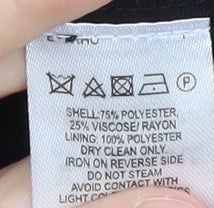 P
SHELL:75% POLYESTER,
25% VISCOSE/ RAYON
LINING, 100% POLYESTER
DRY CLEAN ONLY.
IRON ON REVERSE SIDE
DO NOT STEAM
AVOID CONTACT WITH
LIGHT